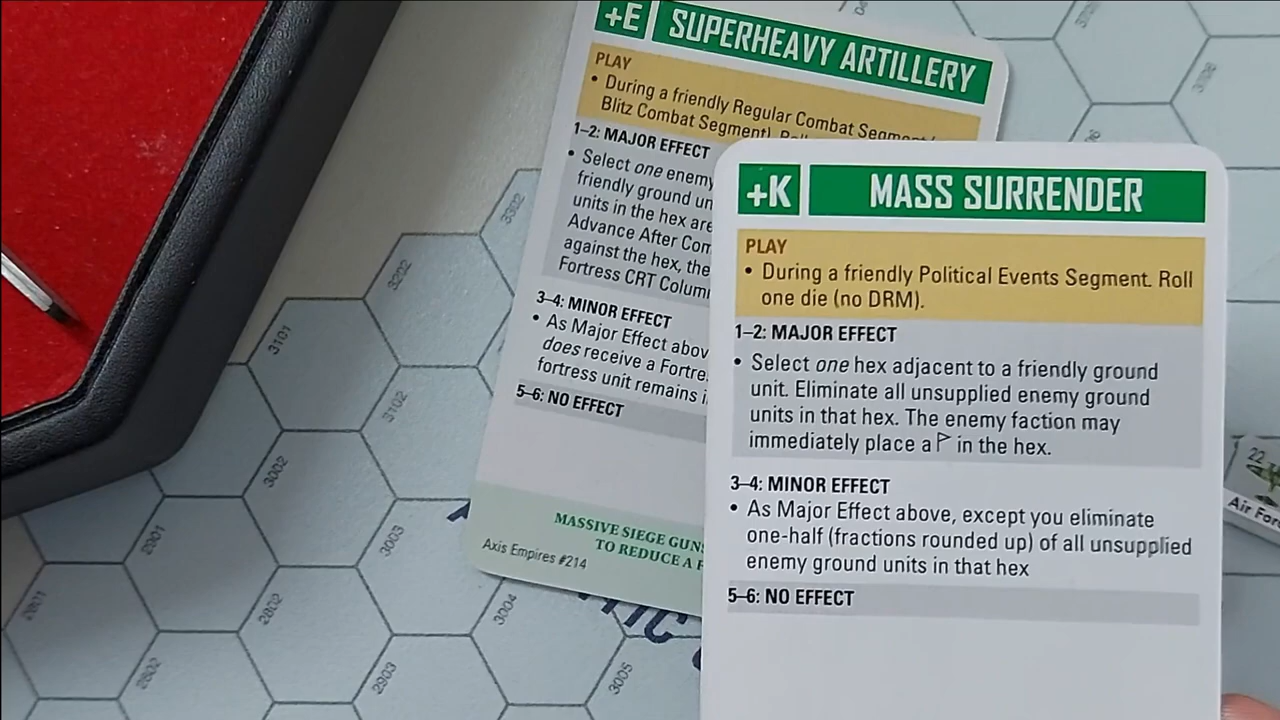 +E SUPERHEAVY ARTILLERY
PLAY
• During a friendly Regular Combat Segment
Blitz Combat Segment).
1–2: MAJOR EFFECT
• Select one enemy
friendly ground
units in the hex are
Advance After
against the hex, the
Fortress CRT
3–4: MINOR EFFECT
• As Major Effect
does receive a
fortress unit remains
5–6: NO EFFECT
MASSIVE SIEGE
TO REDUCE A
Axis Empires #214
+K MASS SURRENDER
PLAY
• During a friendly Political Events Segment. Roll
one die (no DRM).
1–2: MAJOR EFFECT
• Select one hex adjacent to a friendly ground
unit. Eliminate all unsupplied enemy ground
units in that hex. The enemy faction may
immediately place a in the hex.
3–4: MINOR EFFECT
• As Major Effect above, except you eliminate
one-half (fractions rounded up) of all unsupplied
enemy ground units in that hex
5–6: NO EFFECT
3302
3202
3101
3102
3002
3003
2901
2801
2802
2902
2903
3004
3005
22
Air